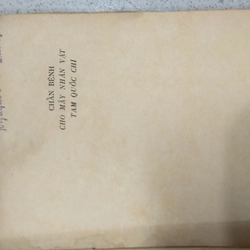 CHẨN BỆNH
CHO MẤY NHÂN VẬT
TAM QUỐC CHÍ